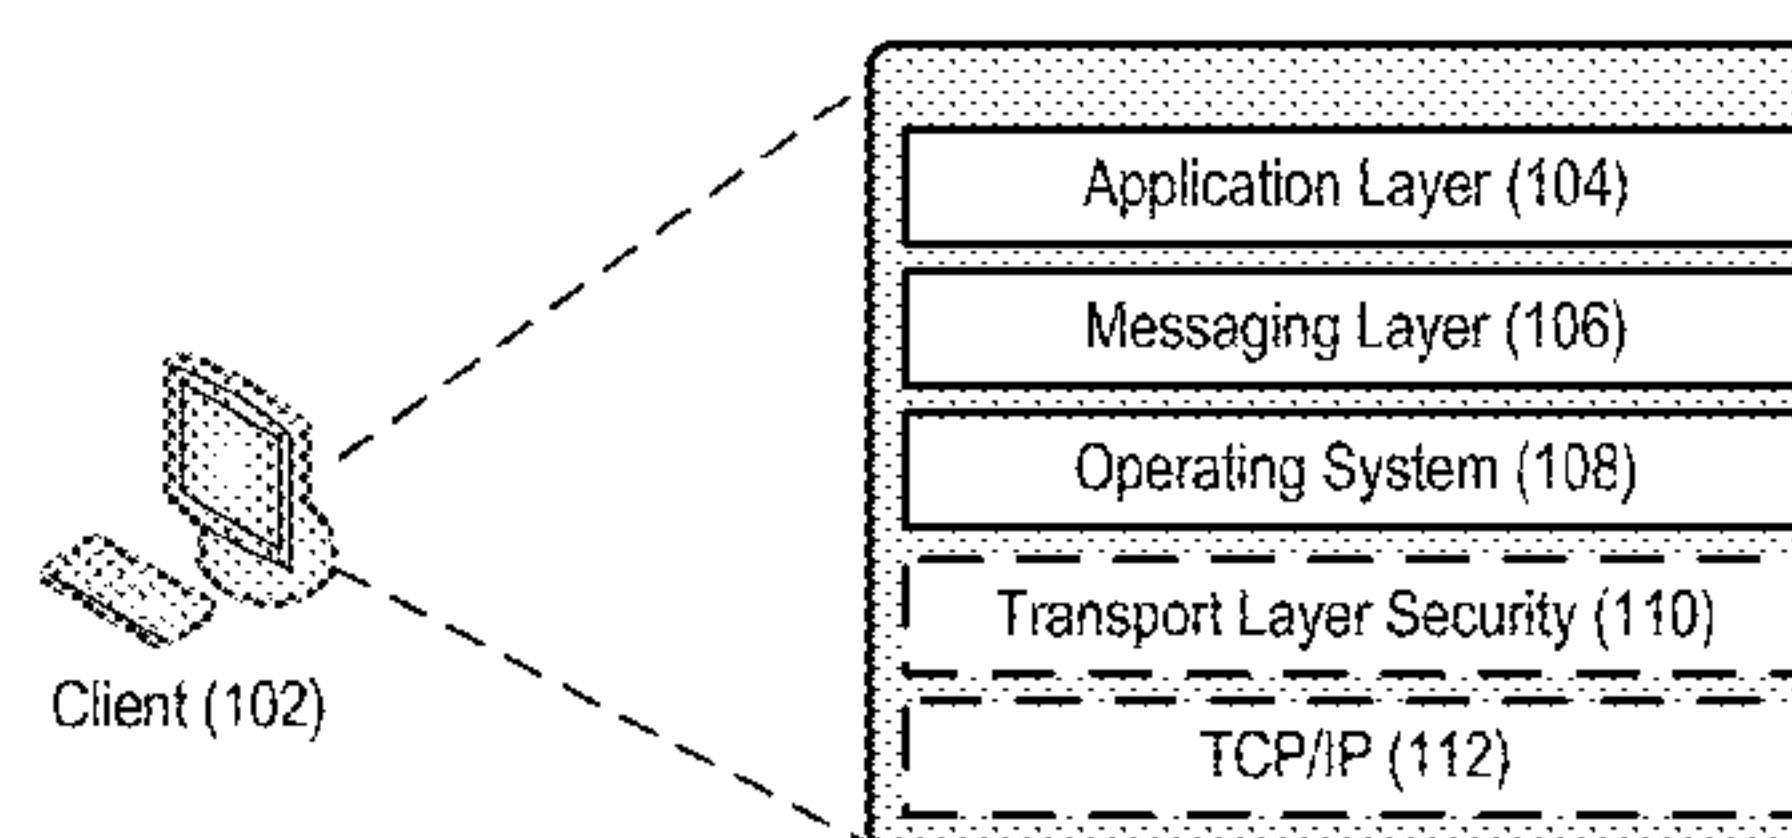 Application Layer (104)
Messaging Layer (106)
Operating System (108)
Transport Layer Security (110)
Client (102)
TCP/IP (112)